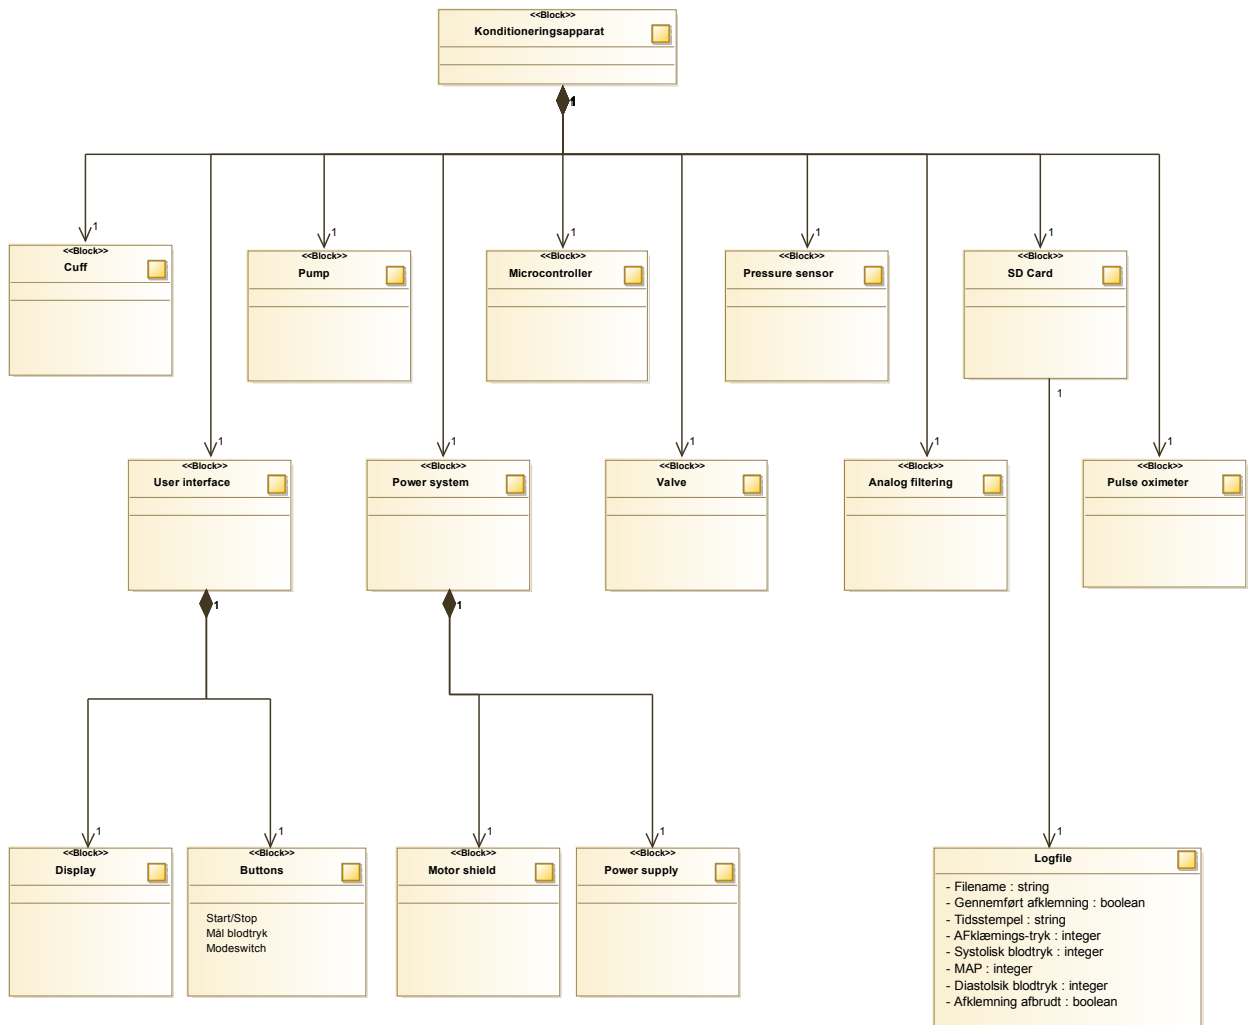 <<Block>>
Konditioneringsapparat
1
1
1
1
1
1
1
<<Block>>
Cuff
<<Block>>
Pump
<<Block>>
Microcontroller
<<Block>>
Pressure sensor
<<Block>>
SD Card
1
1
1
1
1
1
<<Block>>
User interface
<<Block>>
Power system
<<Block>>
Valve
<<Block>>
Analog filtering
<<Block>>
Pulse oximeter
1
1
1
1
1
1
1
<<Block>>
Display
<<Block>>
Buttons
Start/Stop
Mål blodtryk
Modeswitch
<<Block>>
Motor shield
<<Block>>
Power supply
Logfile
- Filename : string
- Gennemført afklemning : boolean
- Tidsstempel : string
- AFklæmings-tryk : integer
- Systolisk blodtryk : integer
- MAP : integer
- Diastolsik blodtryk : integer
- Afklemning afbrudt : boolean